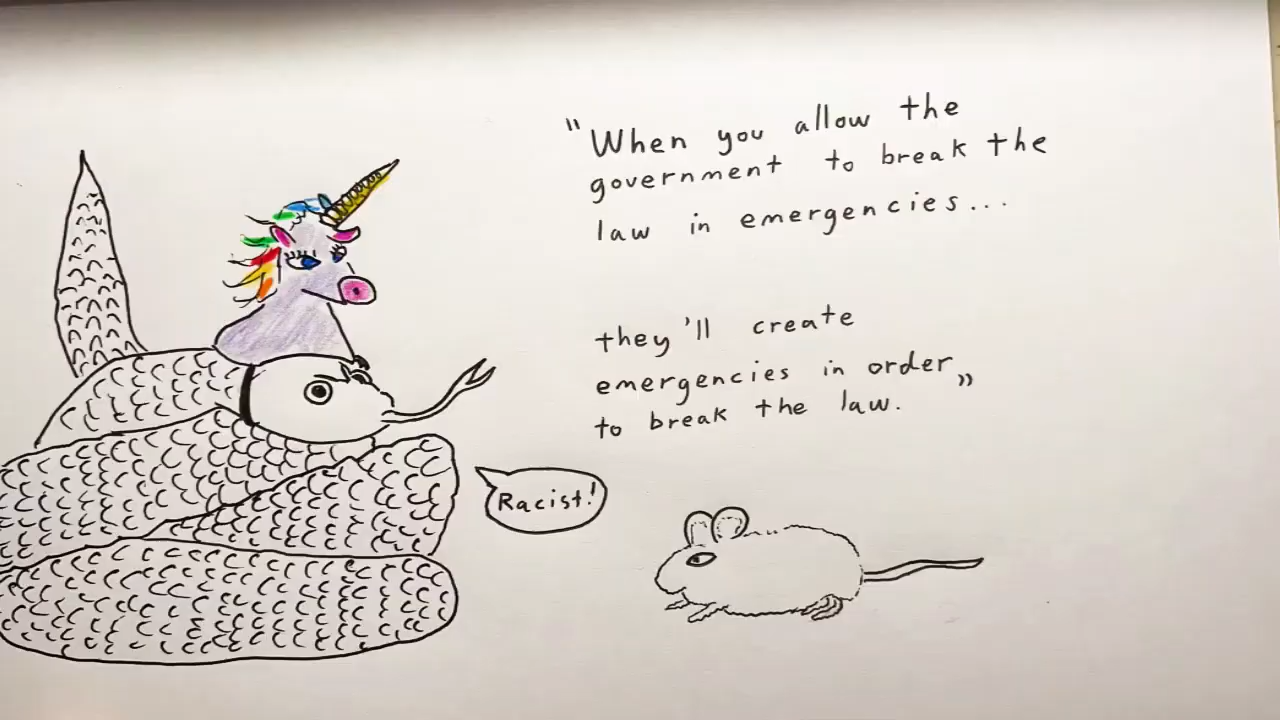 "When you allow the
government to break the
law in emergencies...
they'll create
emergencies in order
to break the law."
Racist!